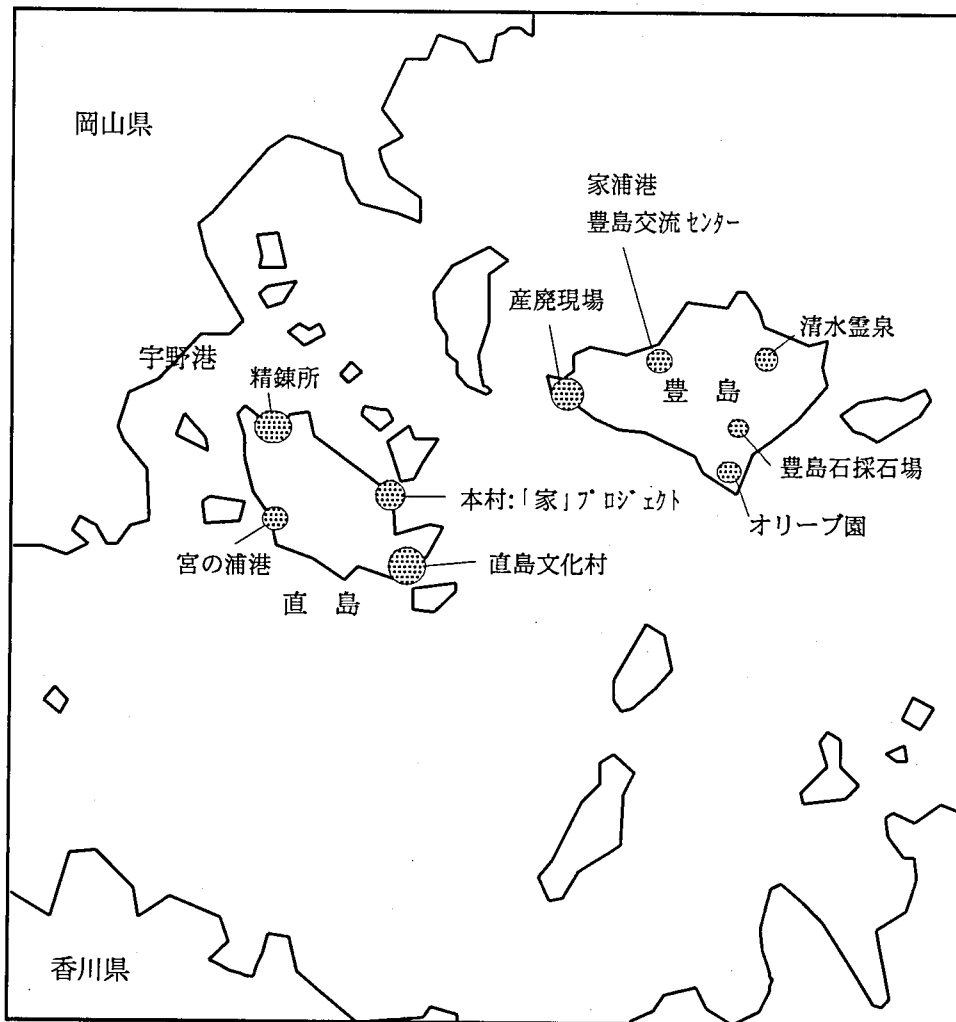 岡山県
家浦港
豊島交流センター
産廃現場
清水霊泉
宇野港
精錬所
豊 島
豊島石採石場
本村:「家」プロジェクト
オリーブ園
宮の浦港
直島文化村
直 島
香川県